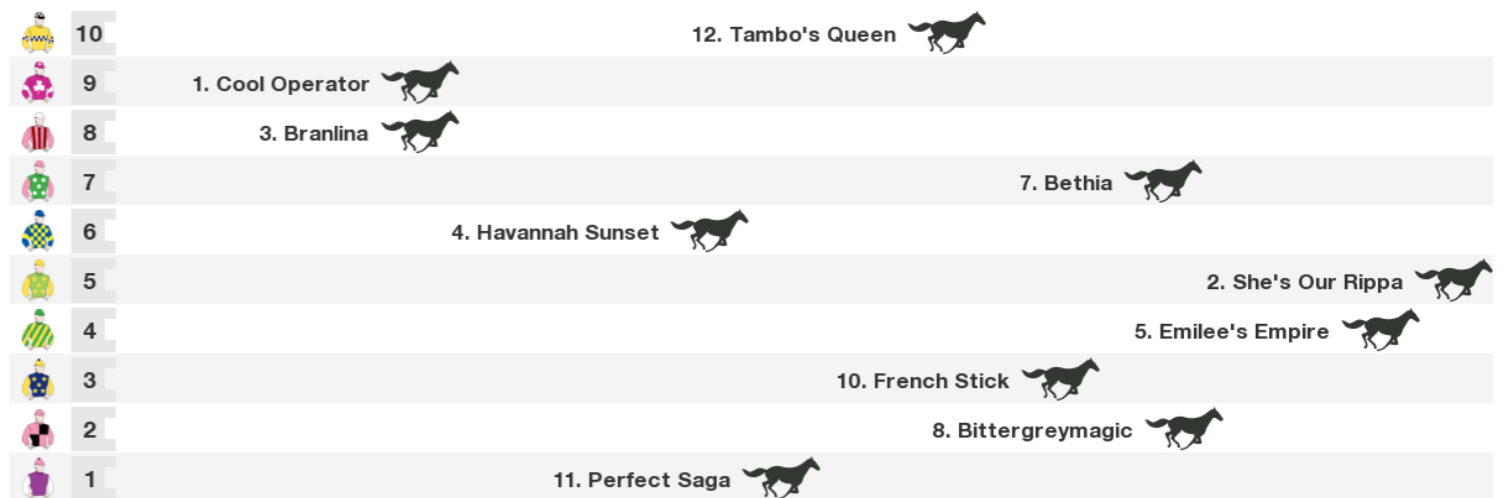 10 12. Tambo's Queen
9 1. Cool Operator
8 3. Branlina
7 7. Bethia
6 4. Havannah Sunset
5 2. She's Our Rippa
4 5. Emilee's Empire
3 10. French Stick
2 8. Bittergreymagic
1 11. Perfect Saga